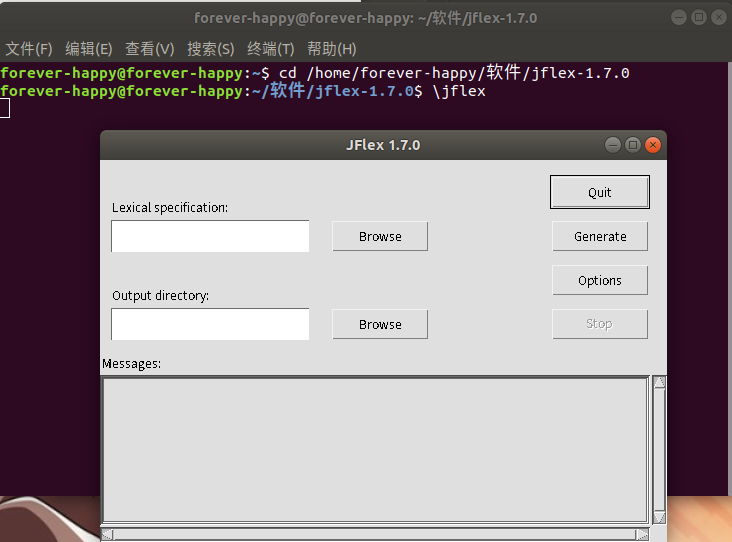 forever-happy@forever-happy: ~/软件/jflex-1.7.0
文件(F) 编辑(E) 查看(V) 搜索(S) 终端(T) 帮助(H)
forever-happy@forever-happy:~$ cd /home/forever-happy/软件/jflex-1.7.0
forever-happy@forever-happy:~/软件/jflex-1.7.0$ \jflex
JFlex 1.7.0
Quit
Lexical specification:
Browse
Generate
Options
Output directory:
Browse
Stop
Messages: